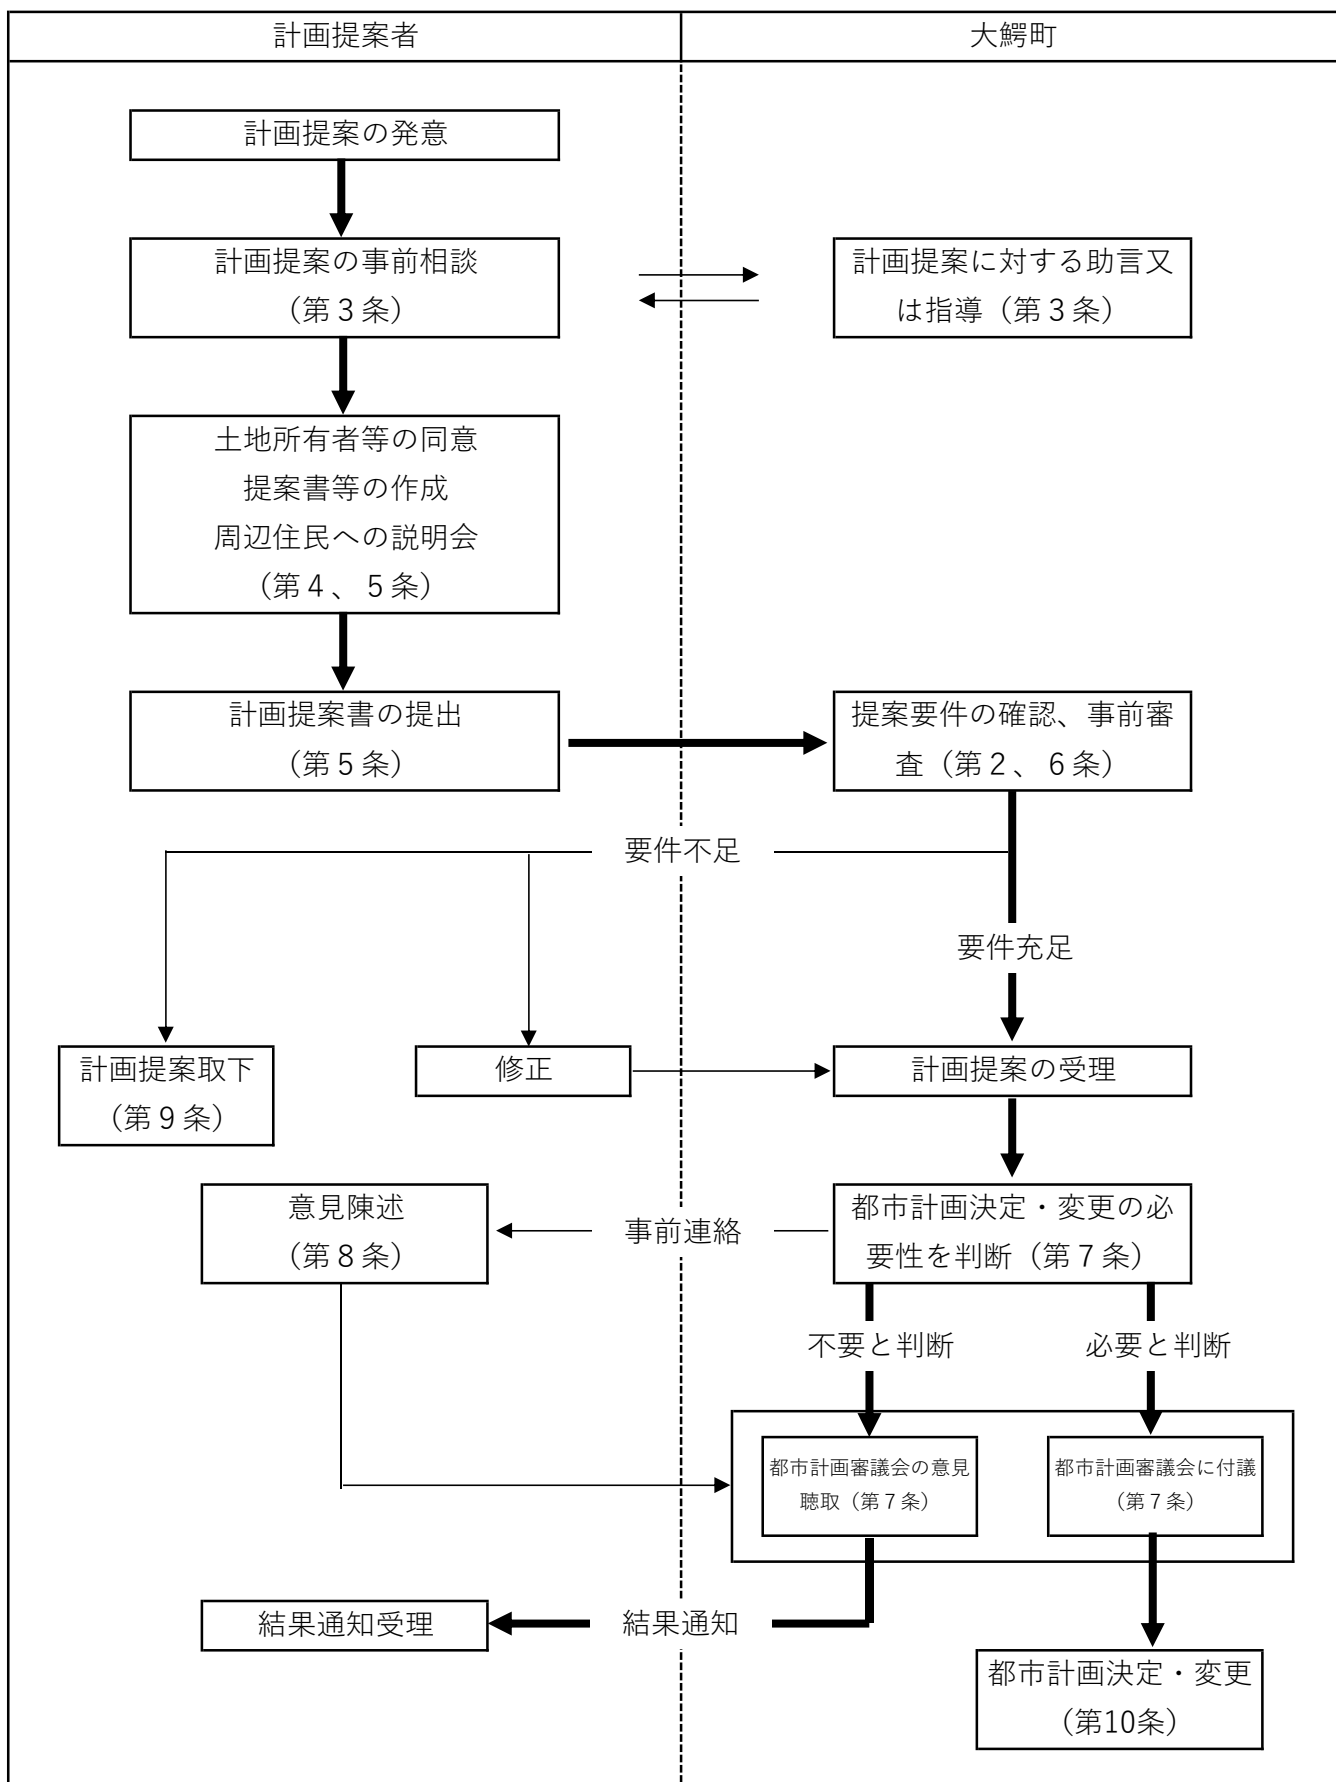 計画提案者
大鰐町
計画提案の発意
計画提案の事前相談
（第３条）
計画提案に対する助言又
は指導（第３条）
土地所有者等の同意
提案書等の作成
周辺住民への説明会
（第４、５条）
計画提案書の提出
（第５条）
提案要件の確認、事前審
査（第２、６条）
要件不足
要件充足
計画提案取下
（第９条）
修正
計画提案の受理
意見陳述
（第８条）
事前連絡
都市計画決定・変更の必
要性を判断（第７条）
不要と判断
必要と判断
都市計画審議会の意見
聴取（第７条）
都市計画審議会に付議
（第７条）
結果通知受理
結果通知
都市計画決定・変更
（第10条）